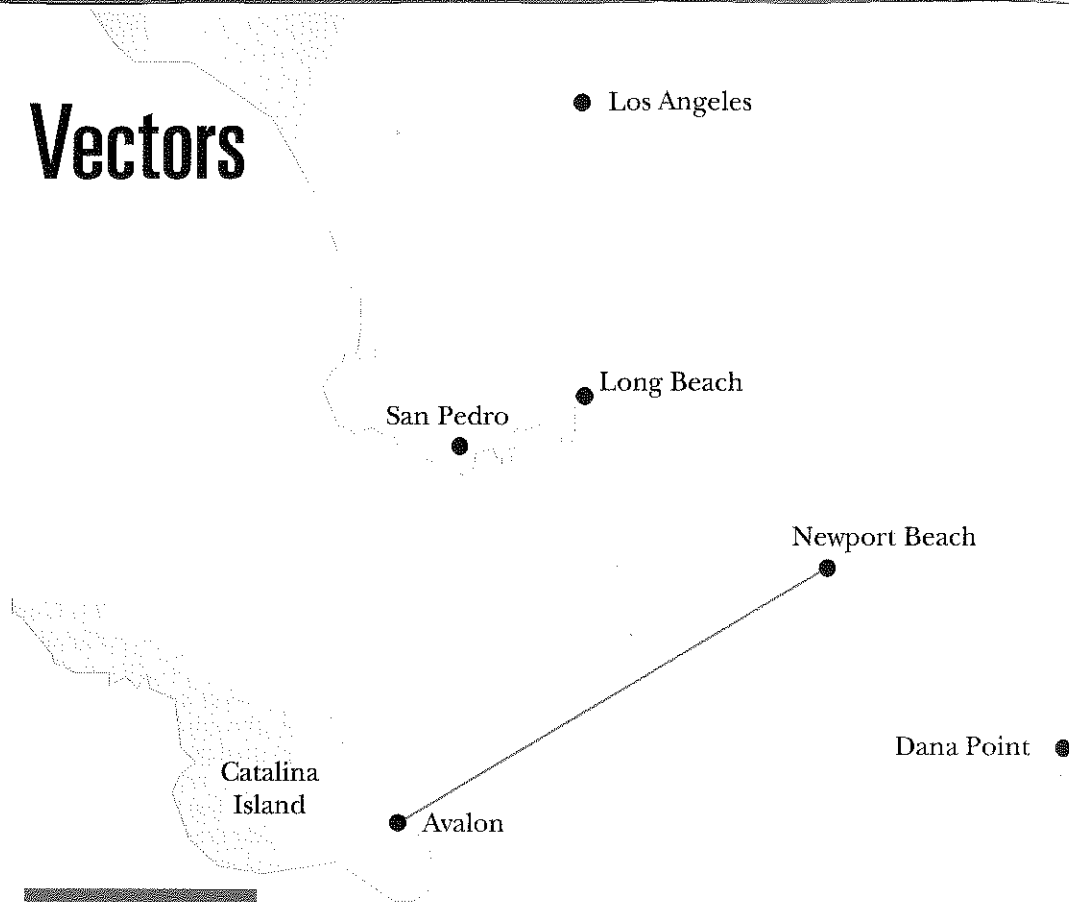 Los Angeles
Vectors
Long Beach
San Pedro
Newport Beach
Dana Point
Catalina
Island
Avalon